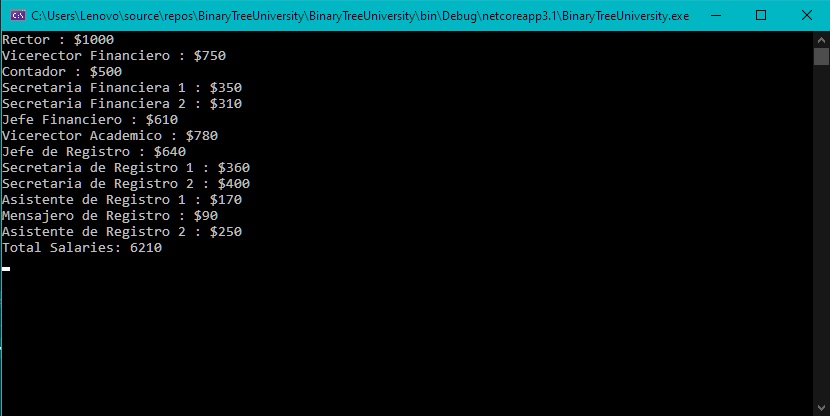 C:\Users\Lenovo\source\repos\BinaryTreeUniversity\BinaryTreeUniversity\bin\Debug\netcoreapp3.1\BinaryTreeUniversity.exe
Rector : $1000
Vicerector Financiero : $750
Contador : $500
Secretaria Financiera 1 : $350
Secretaria Financiera 2 : $310
Jefe Financiero : $610
Vicerector Academico : $780
Jefe de Registro : $640
Secretaria de Registro 1 : $360
Secretaria de Registro 2 : $400
Asistente de Registro 1 : $170
Mensajero de Registro : $90
Asistente de Registro 2 : $250
Total Salaries: 6210